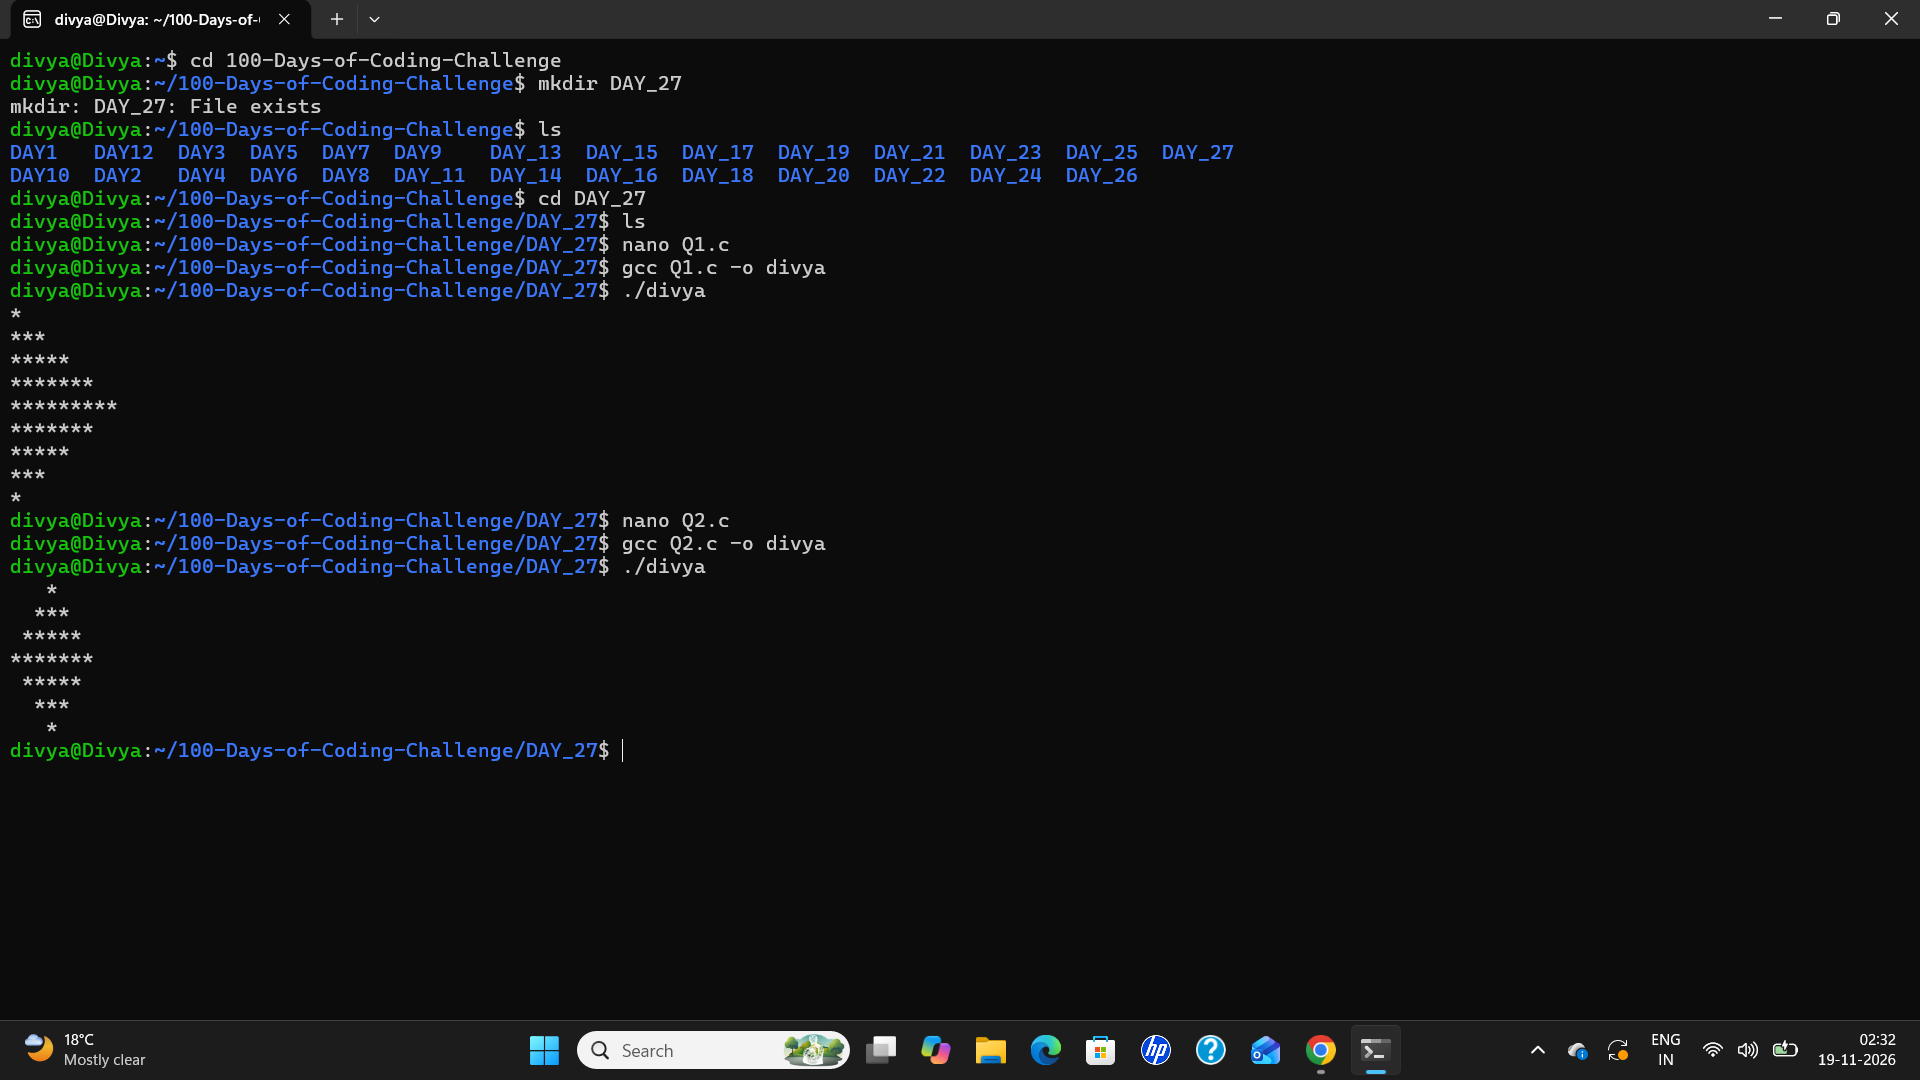 divya@Divya: ~/100-Days-of-
divya@Divya:~$ cd 100-Days-of-Coding-Challenge
divya@Divya:~/100-Days-of-Coding-Challenge$ mkdir DAY_27
mkdir: DAY_27: File exists
divya@Divya:~/100-Days-of-Coding-Challenge$ ls
DAY1   DAY12  DAY3  DAY5  DAY7  DAY9    DAY_13  DAY_15  DAY_17  DAY_19  DAY_21  DAY_23  DAY_25  DAY_27
DAY10  DAY2   DAY4  DAY6  DAY8  DAY_11  DAY_14  DAY_16  DAY_18  DAY_20  DAY_22  DAY_24  DAY_26
divya@Divya:~/100-Days-of-Coding-Challenge$ cd DAY_27
divya@Divya:~/100-Days-of-Coding-Challenge/DAY_27$ ls
divya@Divya:~/100-Days-of-Coding-Challenge/DAY_27$ nano Q1.c
divya@Divya:~/100-Days-of-Coding-Challenge/DAY_27$ gcc Q1.c -o divya
divya@Divya:~/100-Days-of-Coding-Challenge/DAY_27$ ./divya
*
***
*****
*******
*********
*******
*****
***
*
divya@Divya:~/100-Days-of-Coding-Challenge/DAY_27$ nano Q2.c
divya@Divya:~/100-Days-of-Coding-Challenge/DAY_27$ gcc Q2.c -o divya
divya@Divya:~/100-Days-of-Coding-Challenge/DAY_27$ ./divya
   *
  ***
 *****
*******
 *****
  ***
   *
divya@Divya:~/100-Days-of-Coding-Challenge/DAY_27$
18°C
Mostly clear
Search
hp
ENG
IN
02:32
19-11-2026